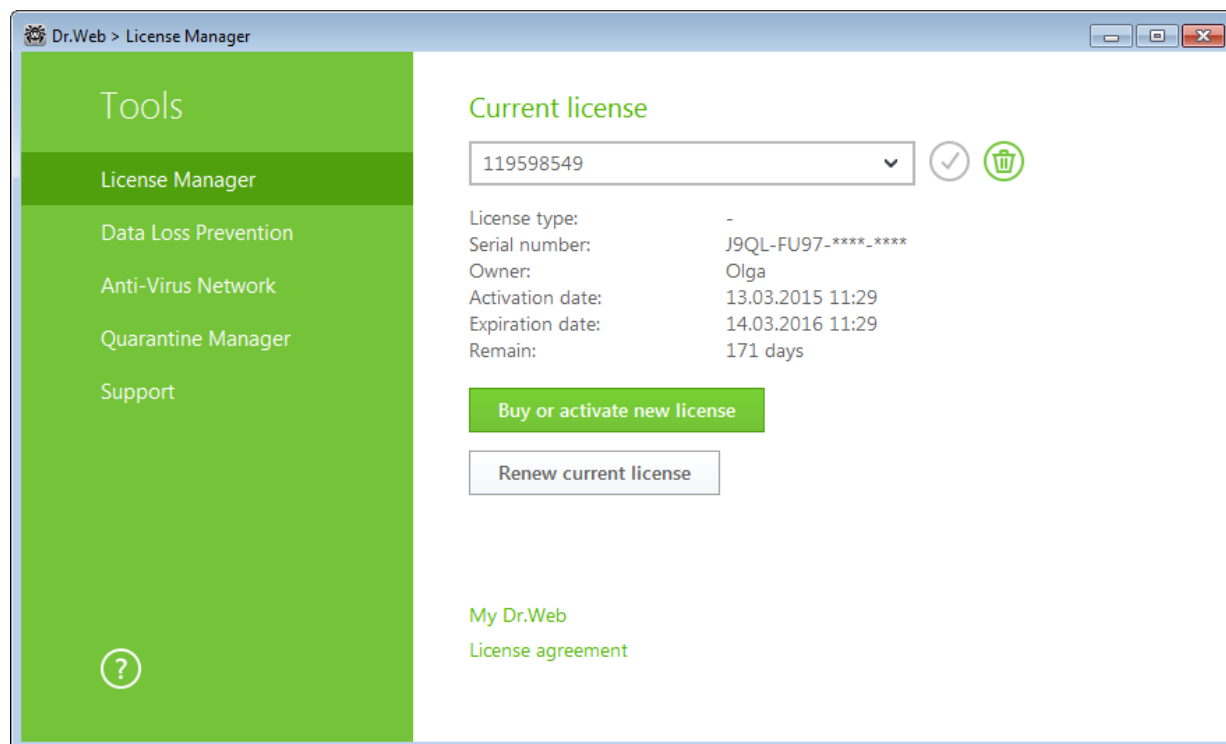 Dr.Web > License Manager
Tools
License Manager
Data Loss Prevention
Anti-Virus Network
Quarantine Manager
Support
?
Current license
119598549
License type: -
Serial number: J9QL-FU97-****-****
Owner: Olga
Activation date: 13.03.2015 11:29
Expiration date: 14.03.2016 11:29
Remain: 171 days
Buy or activate new license
Renew current license
My Dr.Web
License agreement